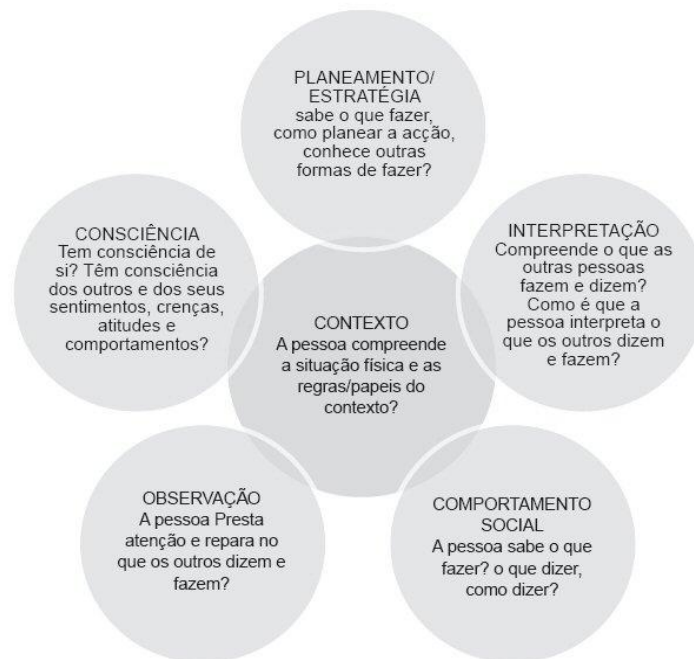 PLANEAMENTO/
ESTRATÉGIA
sabe o que fazer,
como planear a acção,
conhece outras
formas de fazer?
CONSCIÊNCIA
Tem consciência de
si? Têm consciência
dos outros e dos seus
sentimentos, crenças,
atitudes e
comportamentos?
INTERPRETAÇÃO
Compreende o que as
outras pessoas
fazem e dizem?
Como é que a
pessoa interpreta o
que os outros dizem
e fazem?
CONTEXTO
A pessoa compreende
a situação física e as
regras/papeis do
contexto?
OBSERVAÇÃO
A pessoa Presta
atenção e repara no
que os outros dizem e
fazem?
COMPORTAMENTO
SOCIAL
A pessoa sabe o que
fazer? o que dizer,
como dizer?